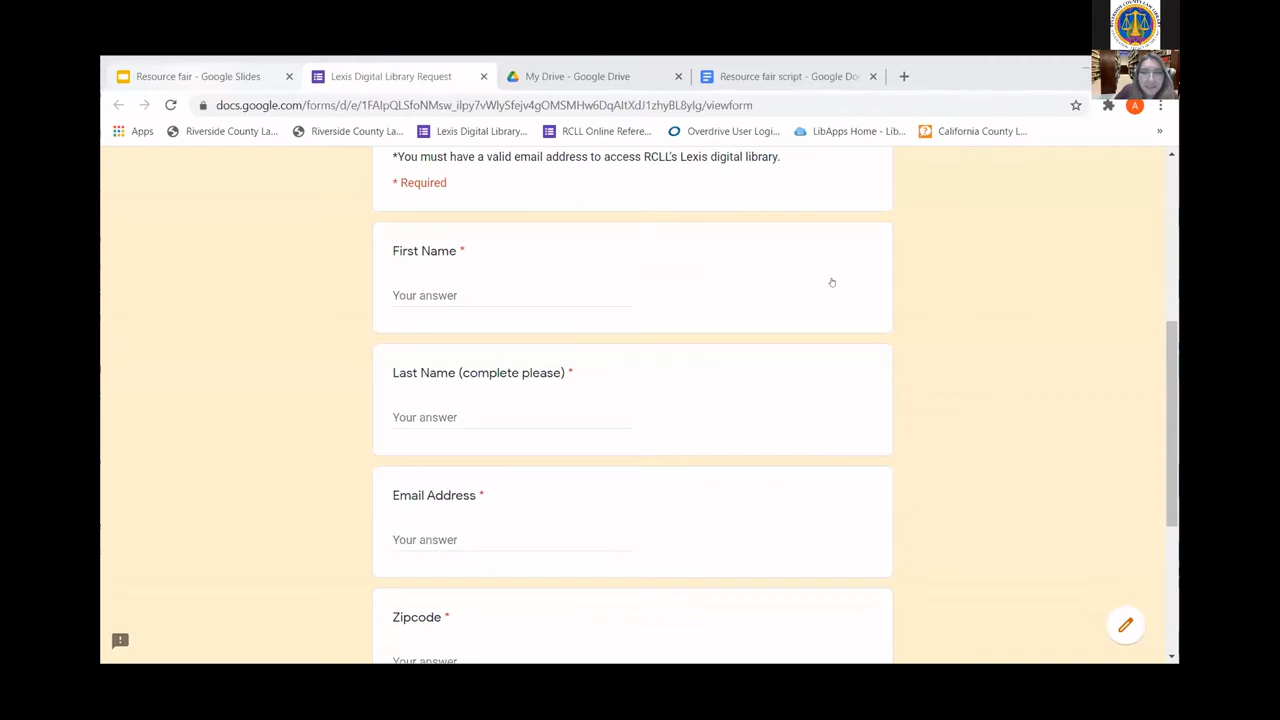 Resource fair - Google Slides
Lexis Digital Library Request
My Drive - Google Drive
Resource fair script - Google Do
docs.google.com/forms/d/e/1FAIpQLSfoNMsw_ilpy7vWlySfejv4gOMSMHw6DqAItXdJ1zhyBL8yIg/viewform
A
Apps
Riverside County La...
Riverside County La...
Lexis Digital Library...
RCLL Online Refere...
Overdrive User Logi...
LibApps Home - Lib...
California County L...
»
*You must have a valid email address to access RCLL's Lexis digital library.
* Required
First Name *
Your answer
Last Name (complete please) *
Your answer
Email Address *
Your answer
Zipcode *
Your answer